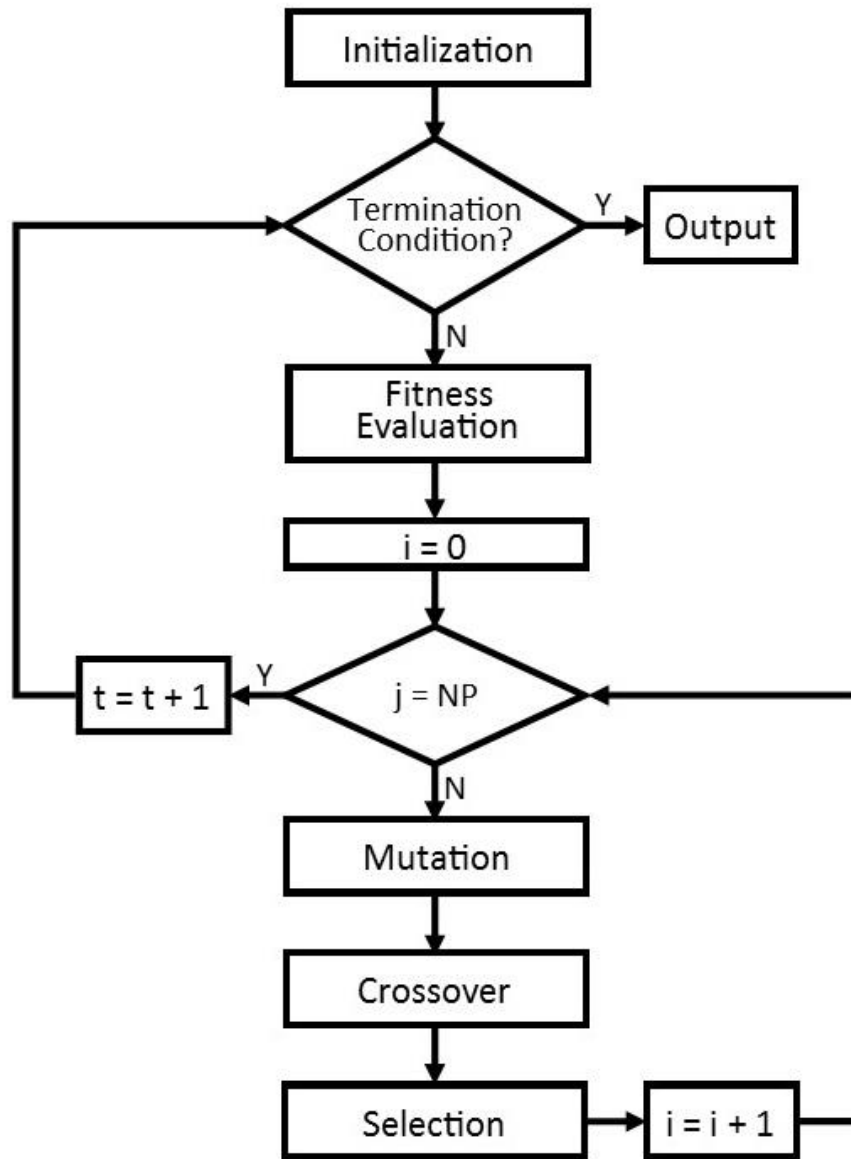 Initialization
Termination
Condition?
Y
Output
N
Fitness
Evaluation
i = 0
t = t + 1
Y
j = NP
N
Mutation
Crossover
Selection
i = i + 1